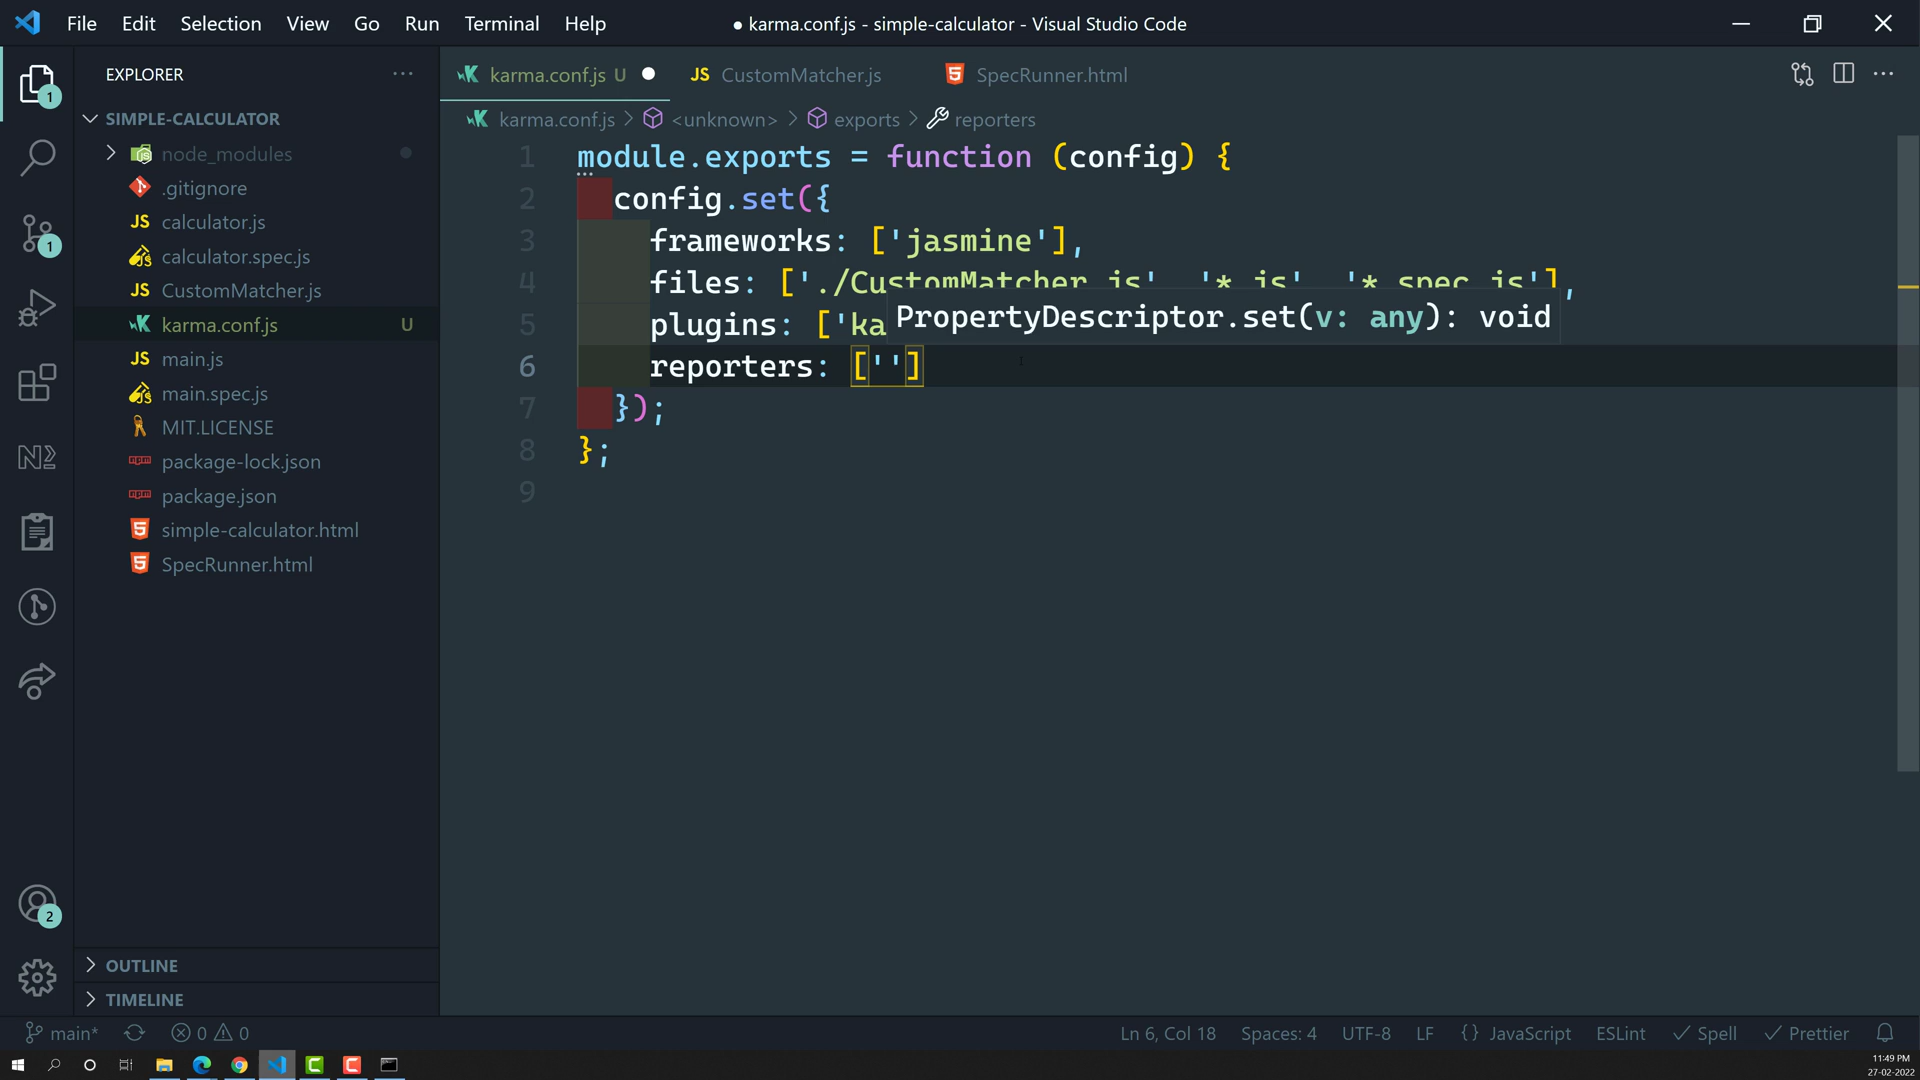 File Edit Selection View Go Run Terminal Help
● karma.conf.js - simple-calculator - Visual Studio Code
EXPLORER
SIMPLE-CALCULATOR
node_modules
.gitignore
calculator.js
calculator.spec.js
CustomMatcher.js
karma.conf.js U
main.js
main.spec.js
MIT.LICENSE
package-lock.json
package.json
simple-calculator.html
SpecRunner.html
OUTLINE
TIMELINE
karma.conf.js U
CustomMatcher.js
SpecRunner.html
karma.conf.js > <unknown> > exports > reporters
1 module.exports = function (config) {
2 config.set({
3 frameworks: ['jasmine'],
4 files: ['./CustomMatcher.js', '*.js', '*.spec.js'],
5 plugins: ['ka
PropertyDescriptor.set(v: any): void
6 reporters: ['']
7 });
8 };
9
1
1
2
main* 0 0
Ln 6, Col 18 Spaces: 4 UTF-8 LF {} JavaScript ESLint Spell Prettier
11:49 PM
27-02-2022